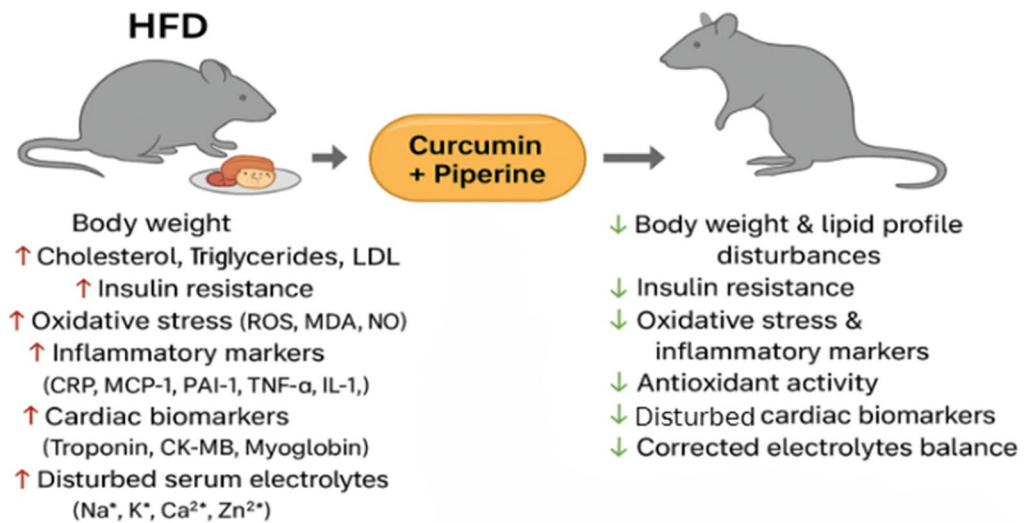 HFD
Body weight
↑ Cholesterol, Triglycerides, LDL
↑ Insulin resistance
↑ Oxidative stress (ROS, MDA, NO)
↑ Inflammatory markers
(CRP, MCP-1, PAI-1, TNF-α, IL-1,)
↑ Cardiac biomarkers
(Troponin, CK-MB, Myoglobin)
↑ Disturbed serum electrolytes
(Na⁺, K⁺, Ca²⁺, Zn²⁺)
Curcumin
+ Piperine
↓ Body weight & lipid profile
disturbances
↓ Insulin resistance
↓ Oxidative stress &
inflammatory markers
↓ Antioxidant activity
↓ Disturbed cardiac biomarkers
↓ Corrected electrolytes balance